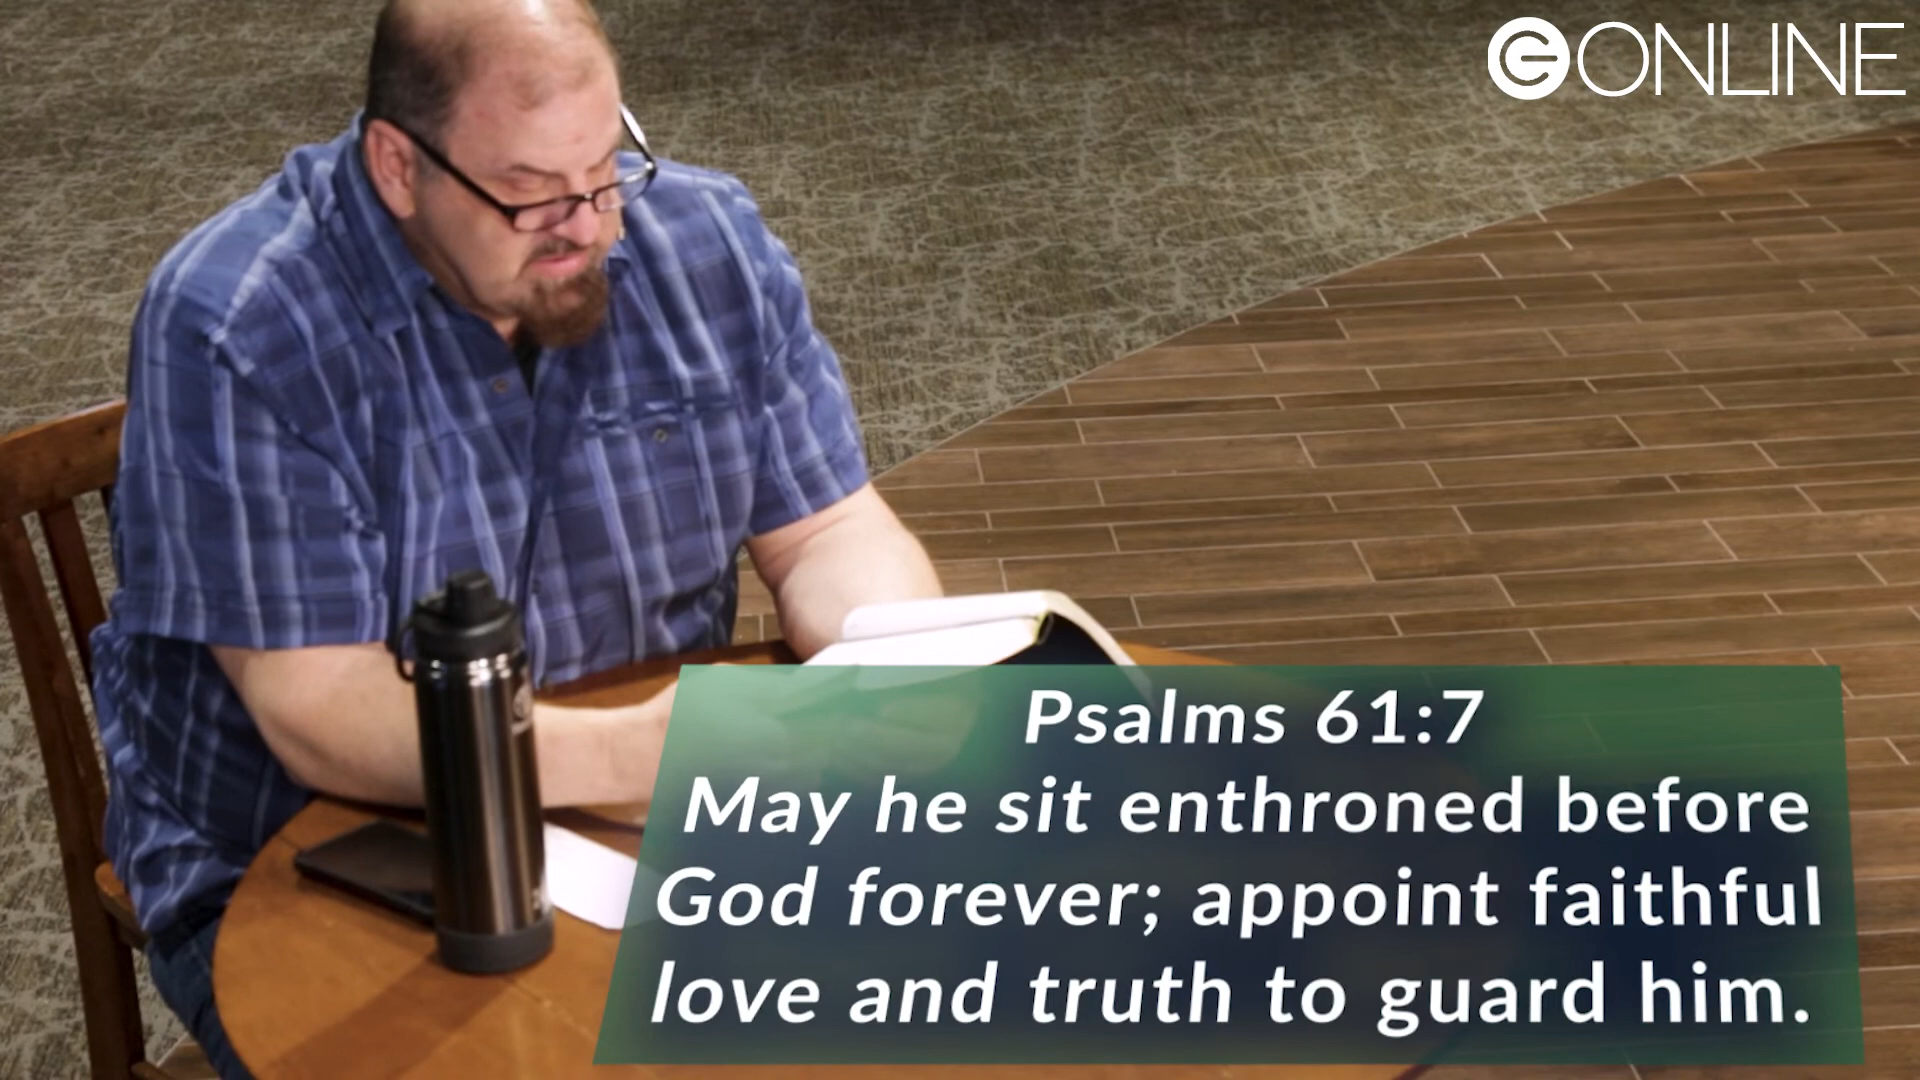 ONLINE
Psalms 61:7
May he sit enthroned before
God forever; appoint faithful
love and truth to guard him.